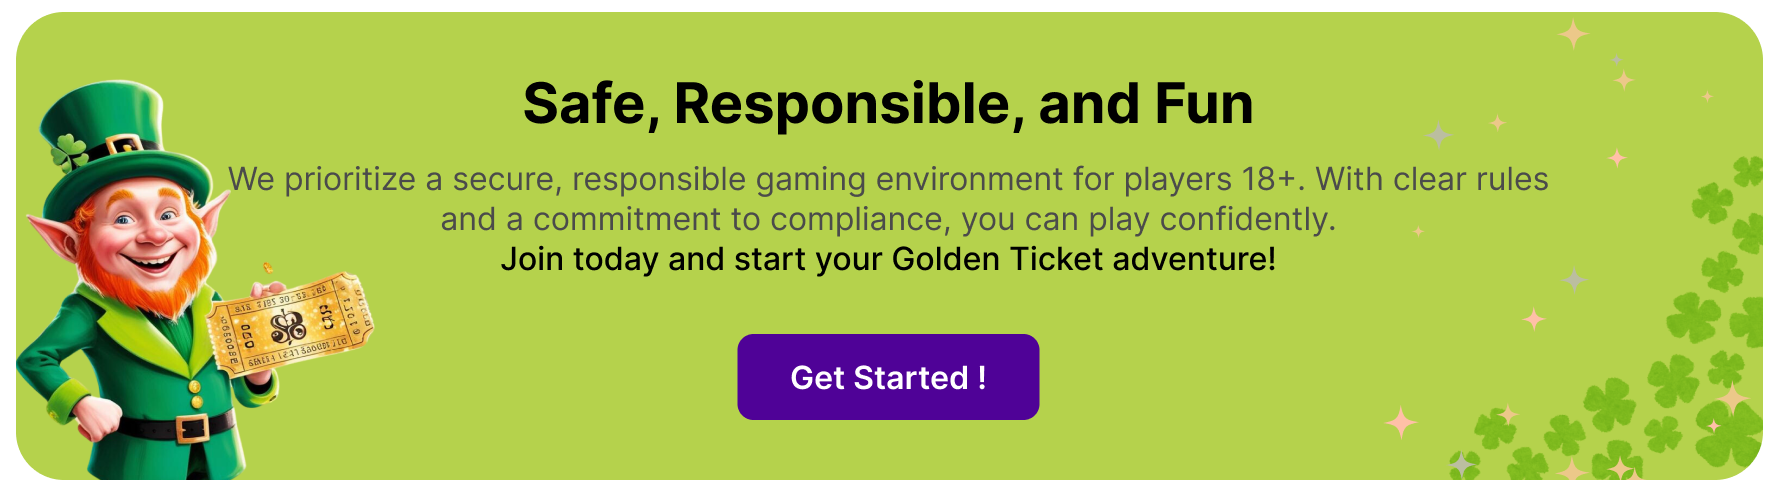 Safe, Responsible, and Fun
We prioritize a secure, responsible gaming environment for players 18+. With clear rules
and a commitment to compliance, you can play confidently.
Join today and start your Golden Ticket adventure!
Get Started !